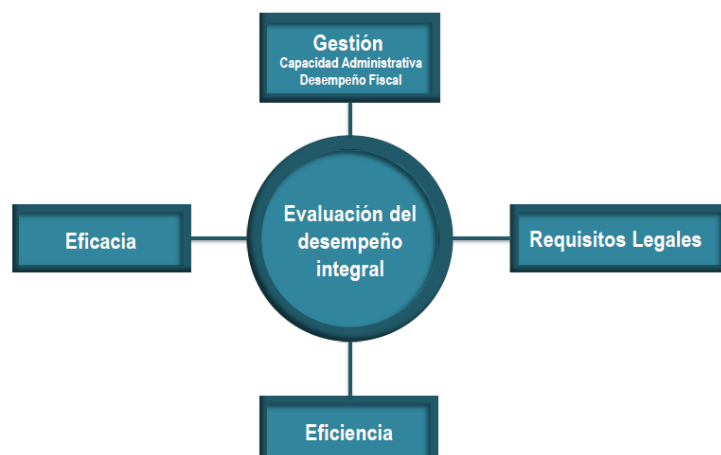 Gestión
Capacidad Administrativa
Desempeño Fiscal
Eficacia
Evaluación del
desempeño
integral
Requisitos Legales
Eficiencia